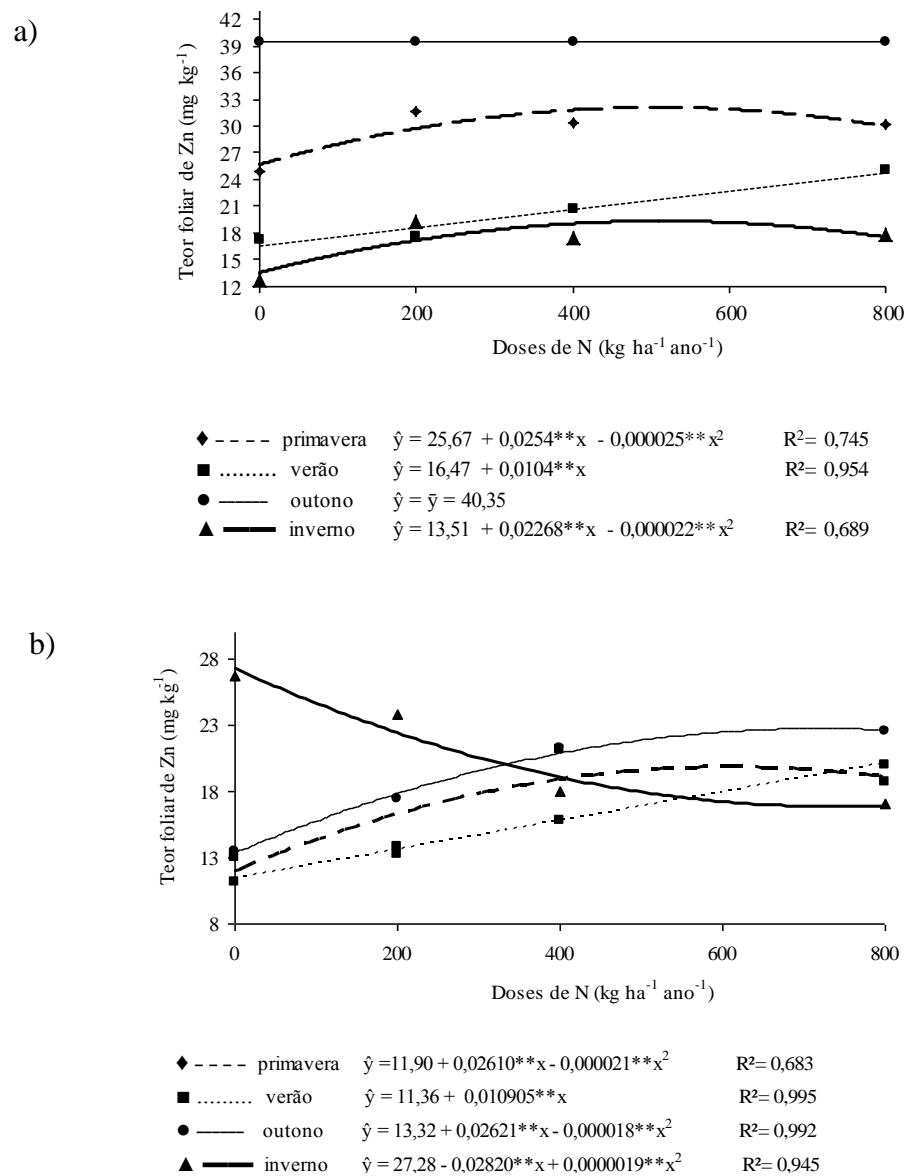 a)
Teor foliar de Zn (mg kg⁻¹)
42
39
36
33
30
27
24
21
18
15
12
0 200 400 600 800
Doses de N (kg ha⁻¹ ano⁻¹)
primavera ŷ = 25,67 + 0,0254**x - 0,000025**x² R²= 0,745
verão ŷ = 16,47 + 0,0104**x R²= 0,954
outono ŷ = ȳ = 40,35
inverno ŷ = 13,51 + 0,02268**x - 0,000022**x² R²= 0,689
b)
Teor foliar de Zn (mg kg⁻¹)
28
23
18
13
8
0 200 400 600 800
Doses de N (kg ha⁻¹ ano⁻¹)
primavera ŷ =11,90 + 0,02610**x - 0,000021**x² R²= 0,683
verão ŷ = 11,36 + 0,010905**x R²= 0,995
outono ŷ = 13,32 + 0,02621**x - 0,000018**x² R²= 0,992
inverno ŷ = 27,28 - 0,02820**x + 0,0000019**x² R²= 0,945